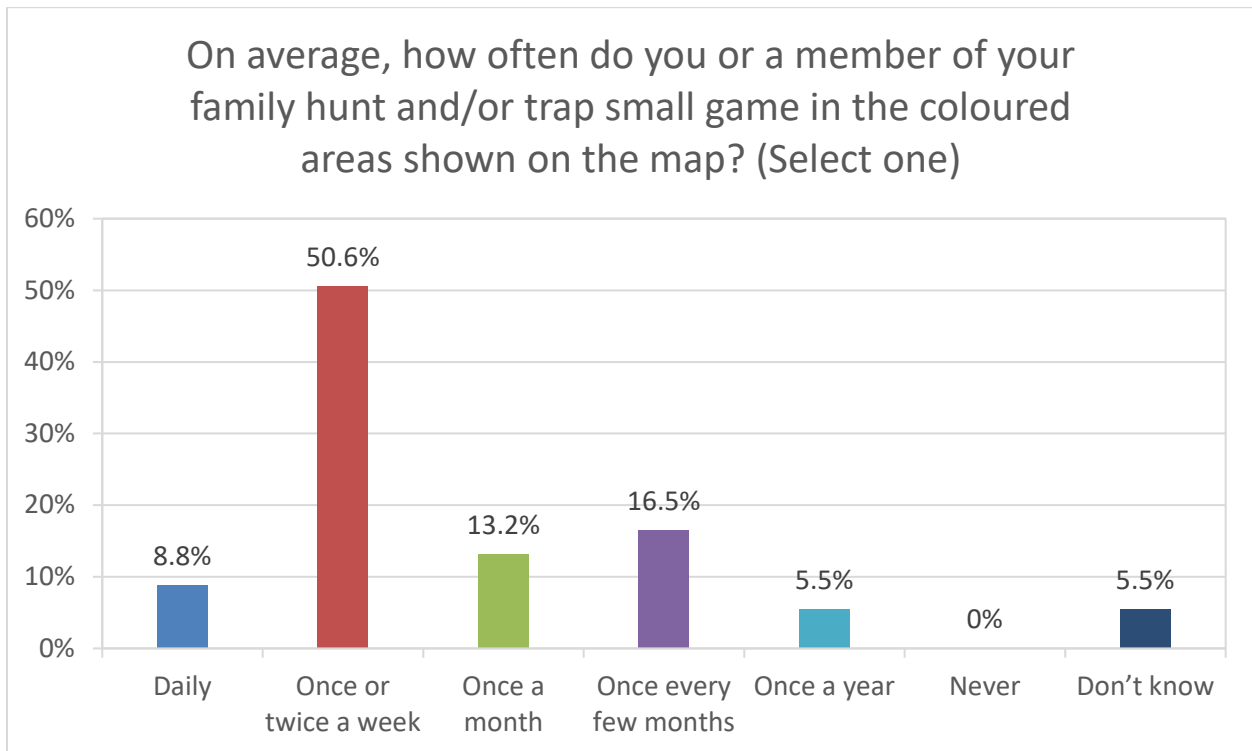 On average, how often do you or a member of your
family hunt and/or trap small game in the coloured
areas shown on the map? (Select one)
60%
50%
40%
30%
20%
10%
0%
8.8%
50.6%
13.2%
16.5%
5.5%
0%
5.5%
Daily
Once or
twice a week
Once a
month
Once every
few months
Once a year
Never
Don’t know